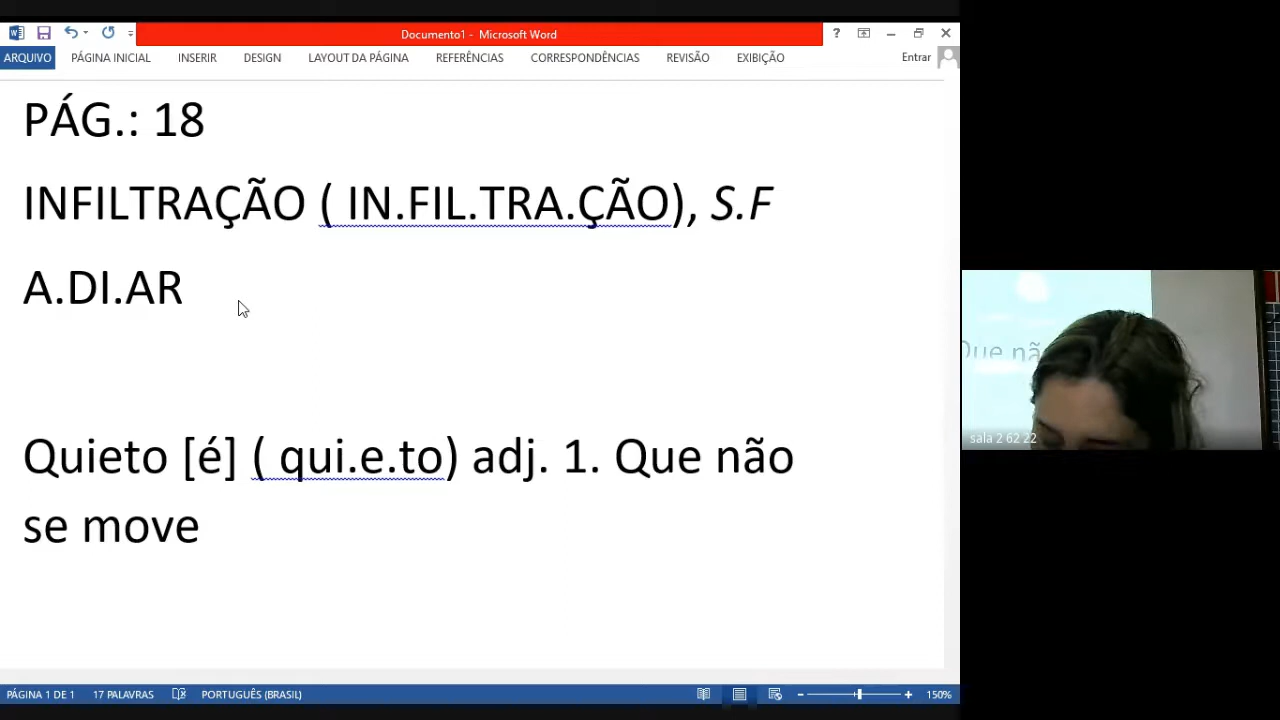 Documento1 - Microsoft Word
?
ARQUIVO PÁGINA INICIAL INSERIR DESIGN LAYOUT DA PÁGINA REFERÊNCIAS CORRESPONDÊNCIAS REVISÃO EXIBIÇÃO Entrar
PÁG.: 18
INFILTRAÇÃO ( IN.FIL.TRA.ÇÃO), S.F
A.DI.AR
Quieto [é] ( qui.e.to) adj. 1. Que não
se move
PÁGINA 1 DE 1 17 PALAVRAS PORTUGUÊS (BRASIL) 150%
Que nã
sala 2 62 22